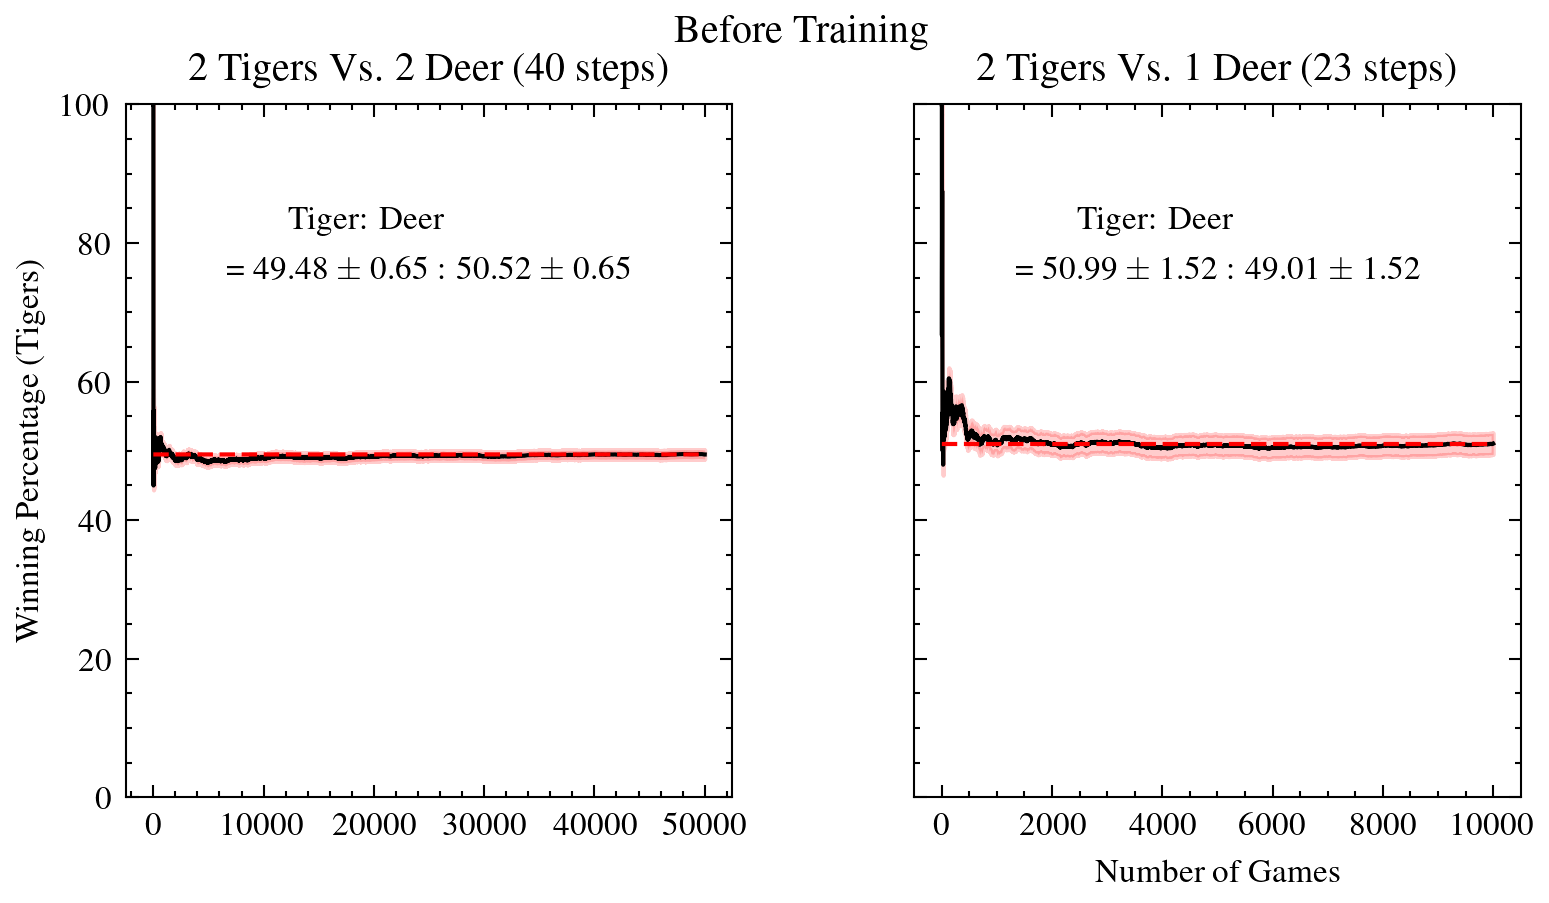 Before Training
2 Tigers Vs. 2 Deer (40 steps)
Winning Percentage (Tigers)
100
80
60
40
20
0
Tiger: Deer
= 49.48 ± 0.65 : 50.52 ± 0.65
0 10000 20000 30000 40000 50000
2 Tigers Vs. 1 Deer (23 steps)
Tiger: Deer
= 50.99 ± 1.52 : 49.01 ± 1.52
0 2000 4000 6000 8000 10000
Number of Games